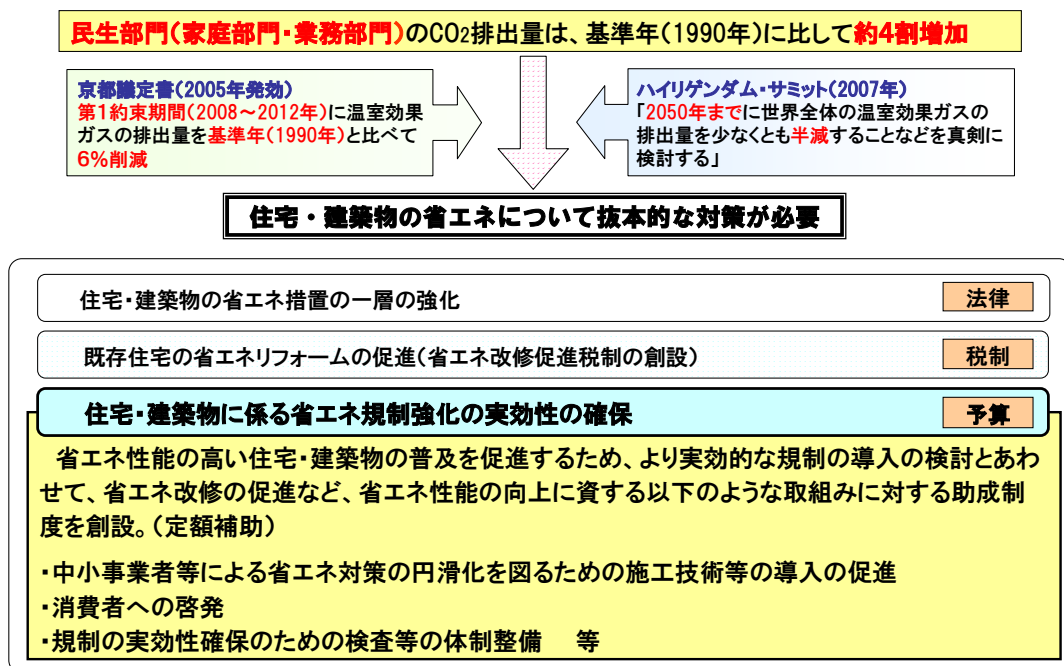 民生部門(家庭部門・業務部門)のCO2排出量は、基準年(1990年)に比して約4割増加
京都議定書(2005年発効)
第1約束期間(2008~2012年)に温室効果
ガスの排出量を基準年(1990年)と比べて
6%削減
ハイリゲンダム・サミット(2007年)
「2050年までに世界全体の温室効果ガスの
排出量を少なくとも半減することなどを真剣に
検討する」
住宅・建築物の省エネについて抜本的な対策が必要
住宅・建築物の省エネ措置の一層の強化 法律
既存住宅の省エネリフォームの促進(省エネ改修促進税制の創設) 税制
住宅・建築物に係る省エネ規制強化の実効性の確保 予算
省エネ性能の高い住宅・建築物の普及を促進するため、より実効的な規制の導入の検討とあわ
せて、省エネ改修の促進など、省エネ性能の向上に資する以下のような取組みに対する助成制
度を創設。(定額補助)
・中小事業者等による省エネ対策の円滑化を図るための施工技術等の導入の促進
・消費者への啓発
・規制の実効性確保のための検査等の体制整備 等